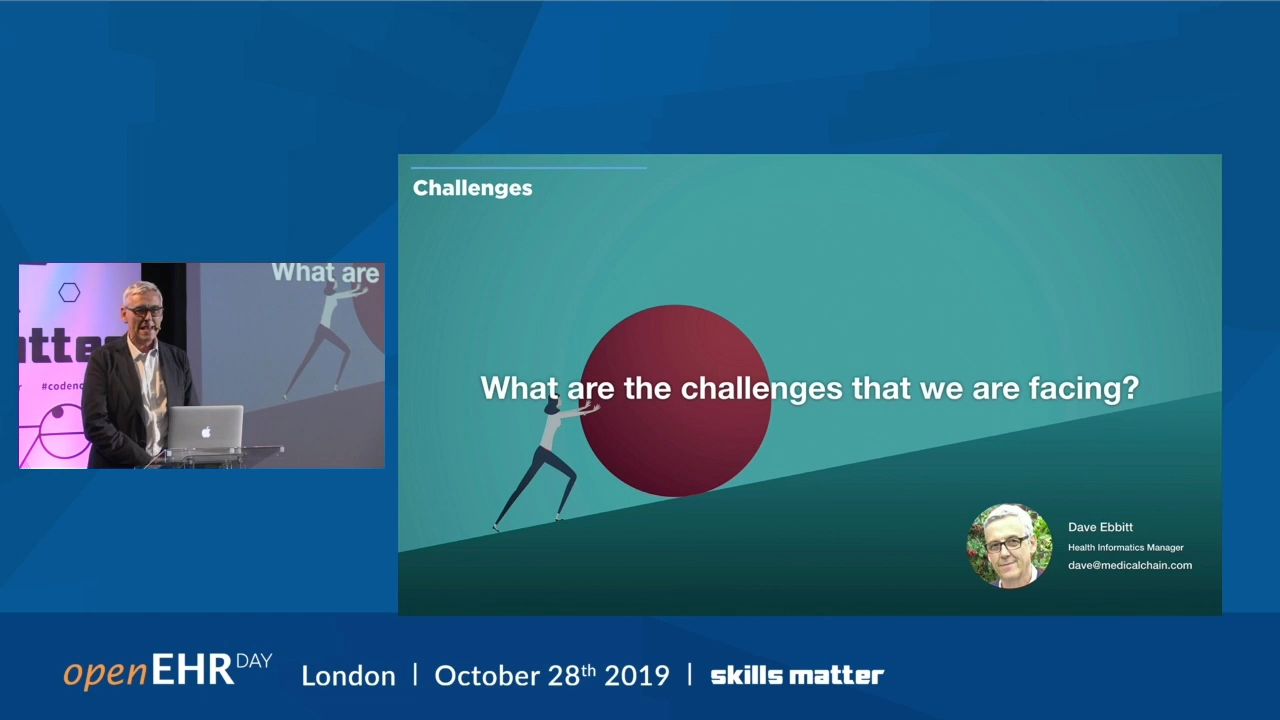 Challenges
What are the challenges that we are facing?
What are
#codeno
Dave Ebbitt
Health Informatics Manager
dave@medicalchain.com
openEHR DAY
London | October 28th 2019 | skills matter